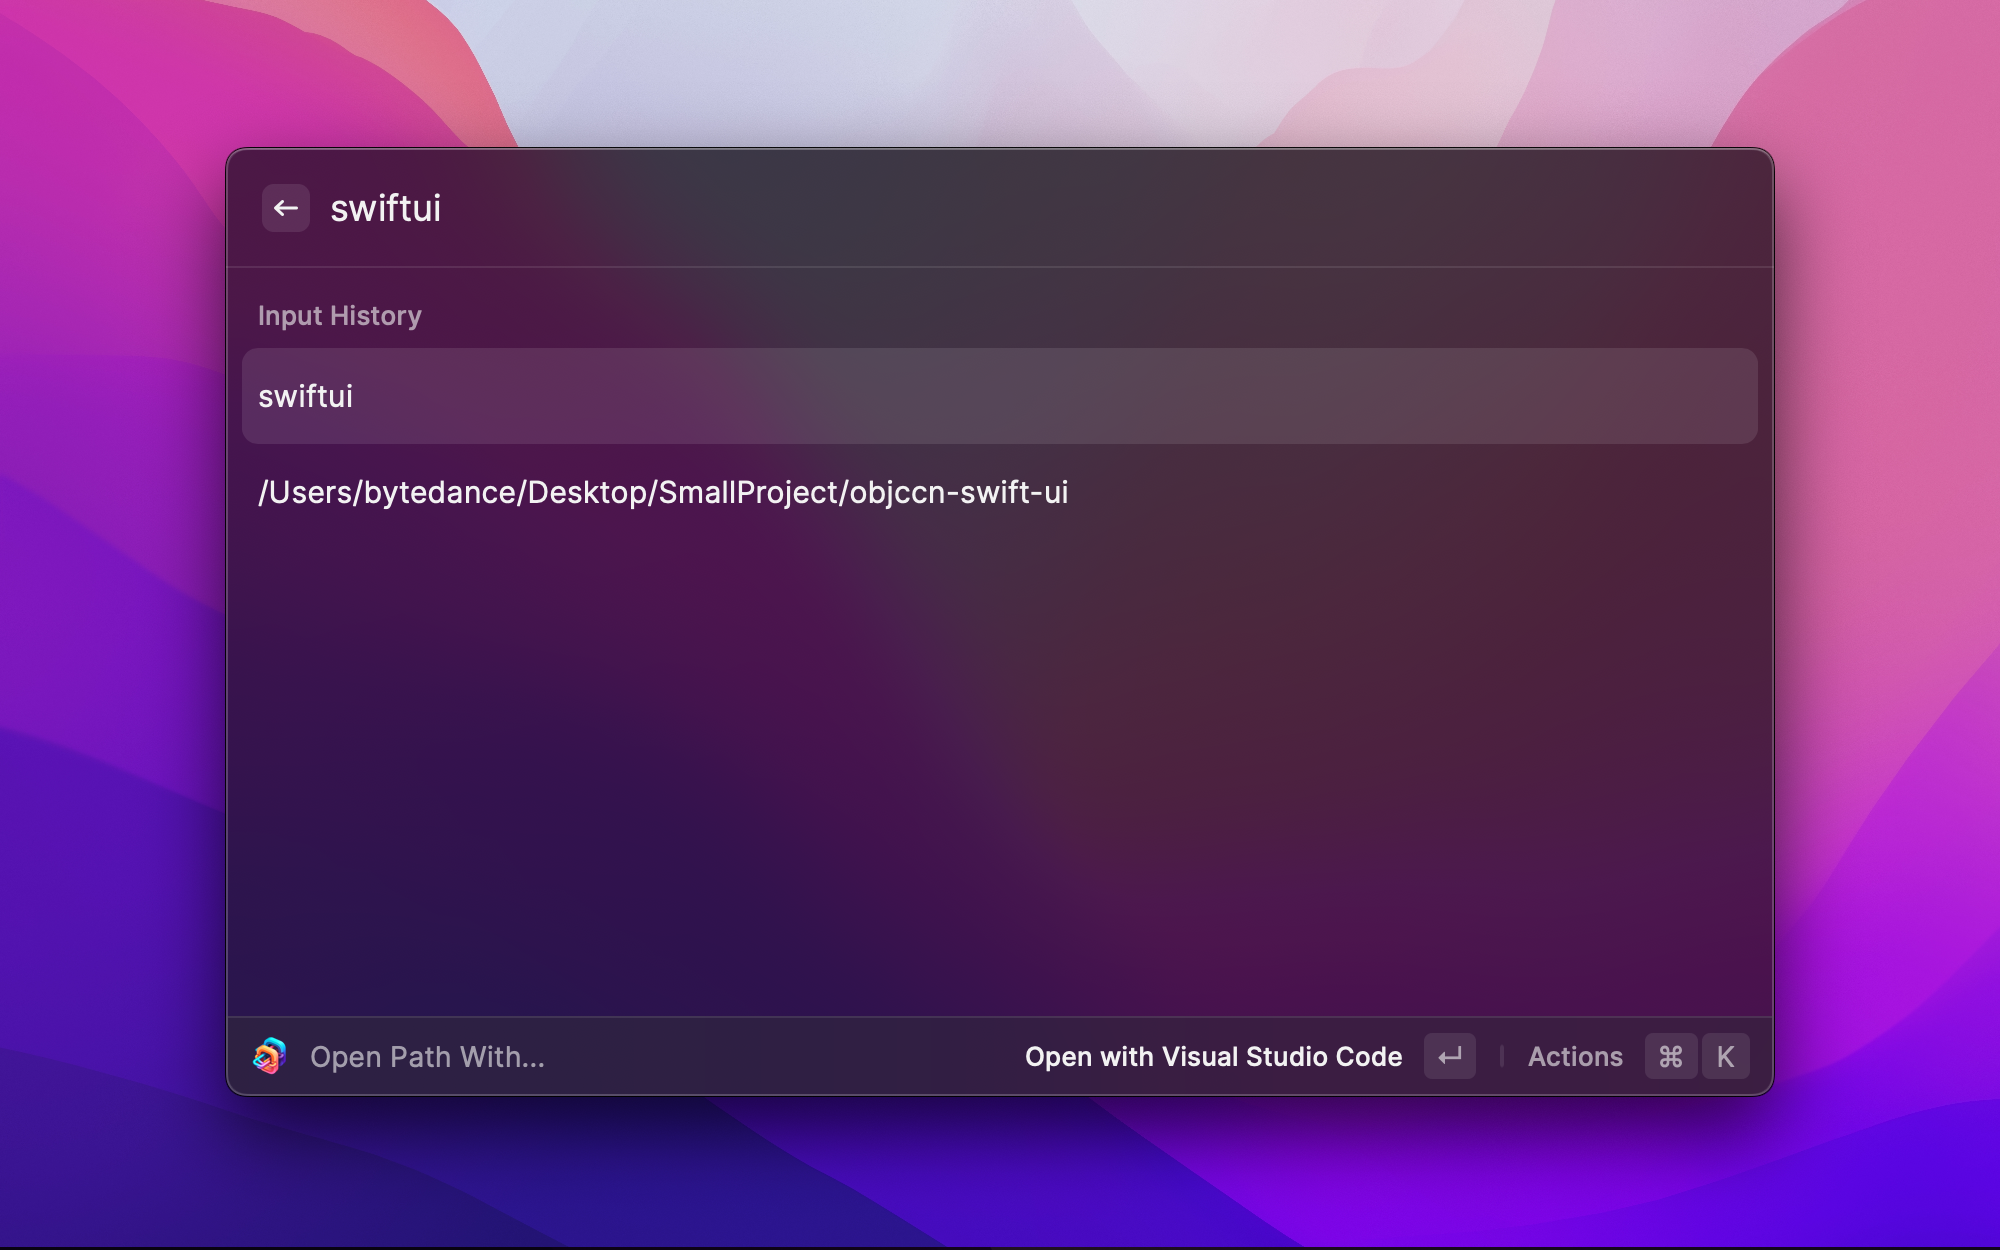 swiftui
Input History
swiftui
/Users/bytedance/Desktop/SmallProject/objccn-swift-ui
Open Path With...
Open with Visual Studio Code ↵ | Actions ⌘ K